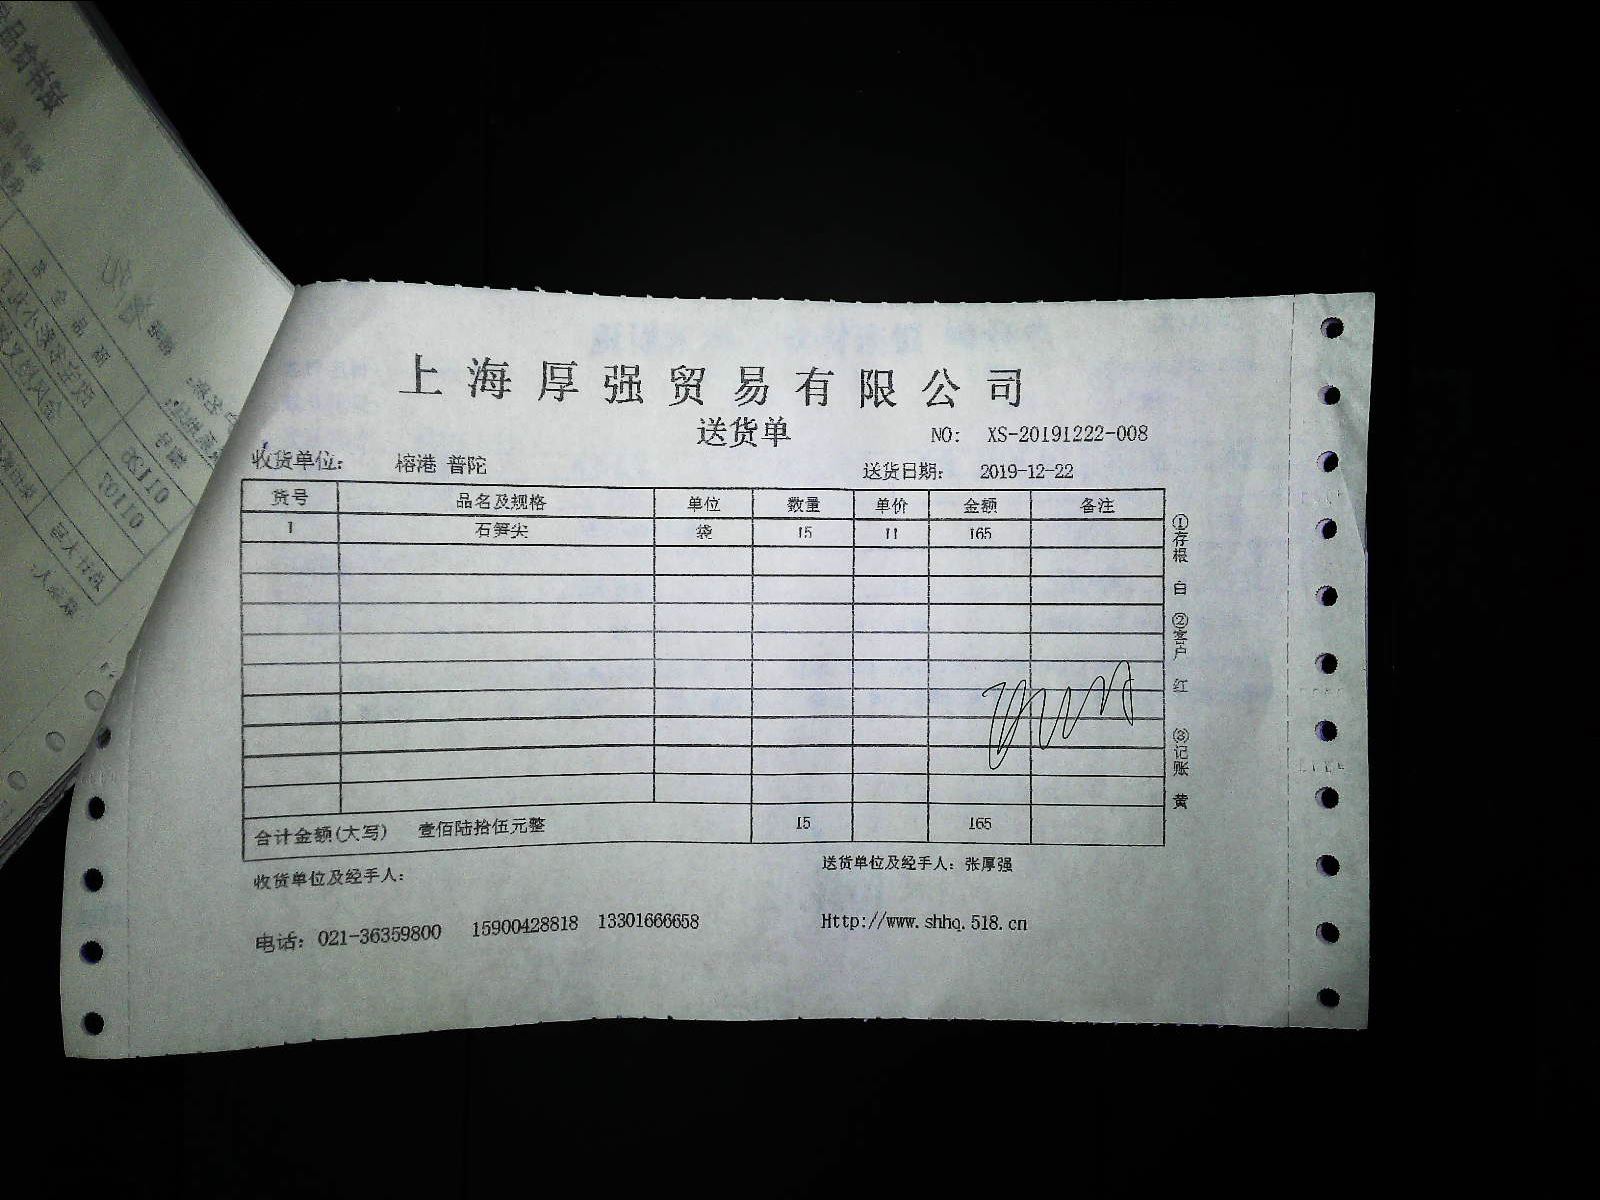 上海厚强贸易有限公司
送货单
NO: XS-20191222-008
收货单位: 榕港 普陀
送货日期: 2019-12-22
货号 品名及规格 单位 数量 单价 金额 备注
1 石笋尖 袋 15 11 165
合计金额(大写) 壹佰陆拾伍元整 15 165
收货单位及经手人:
送货单位及经手人: 张厚强
电话: 021-36359800 15900428818 13301666658
Http://www.shhq.518.cn
①存根 白 ②客户 红 ③记账 黄